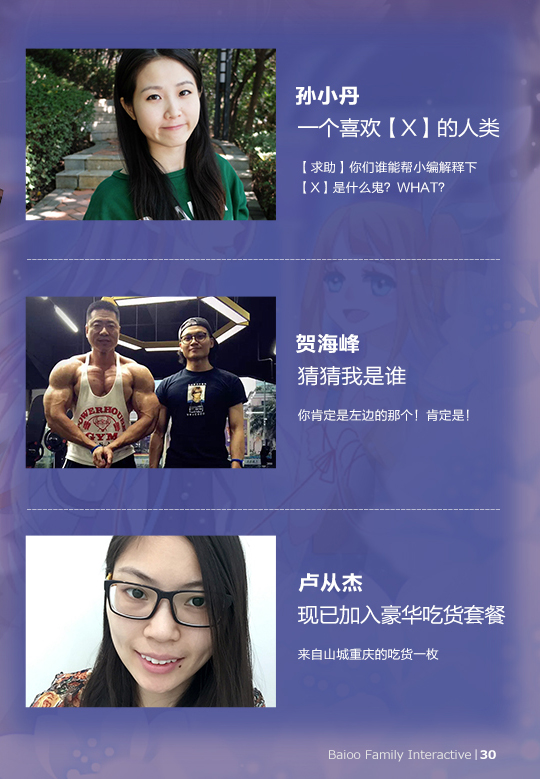 孙小丹
一个喜欢【X】的人类
【求助】你们谁能帮小编解释下
【X】是什么鬼？WHAT？
POWERHOUSE
GYM
贺海峰
猜猜我是谁
你肯定是左边的那个！肯定是！
卢从杰
现已加入豪华吃货套餐
来自山城重庆的吃货一枚
Baioo Family Interactive | 30